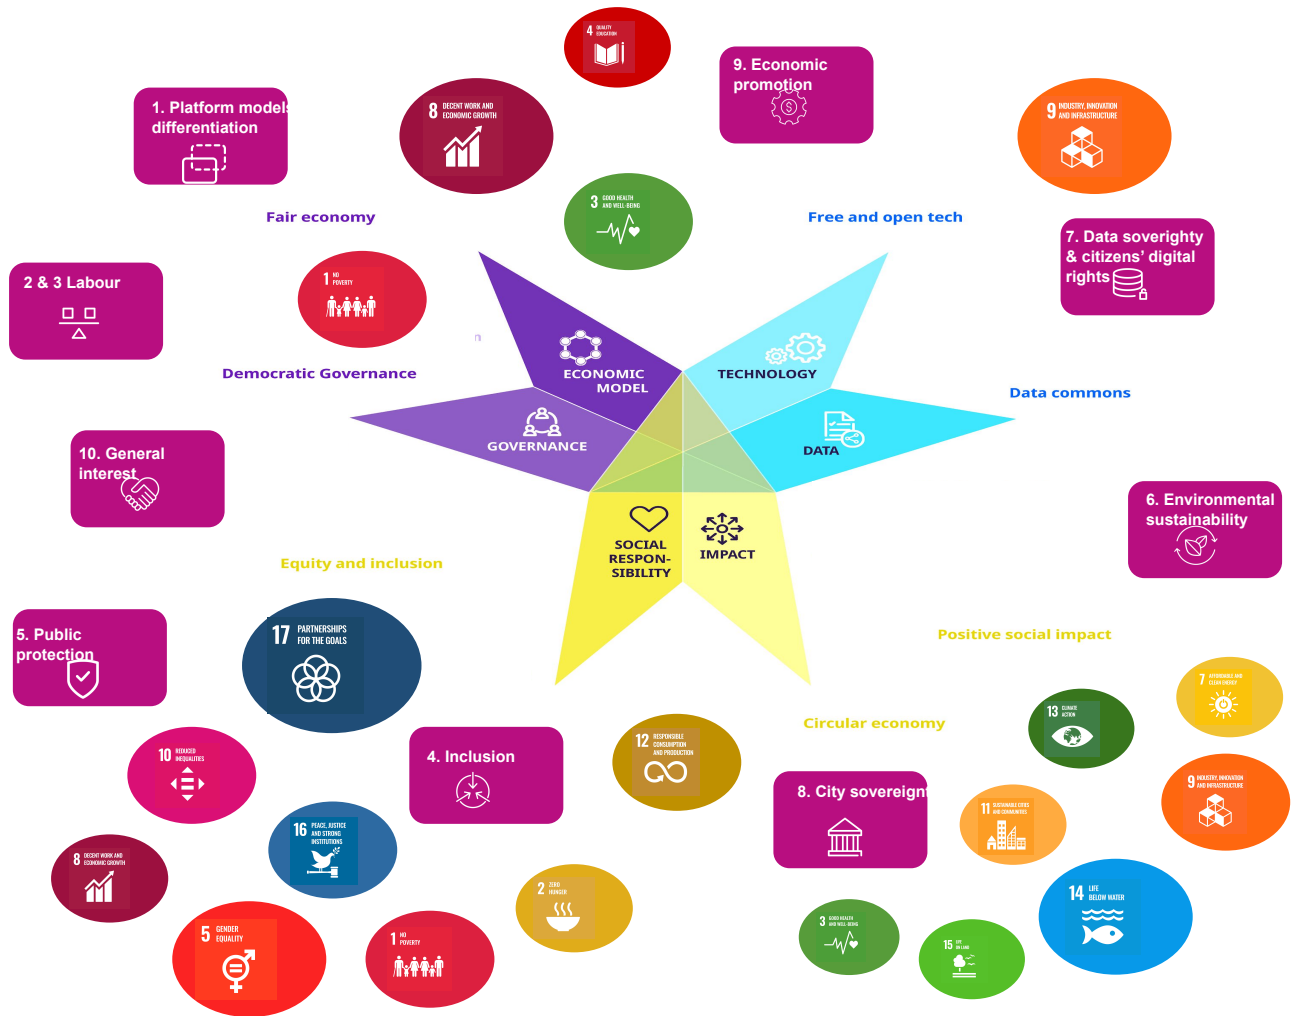 4 QUALITY
EDUCATION
9. Economic
promotion
1. Platform models
differentiation
8 DECENT WORK AND
ECONOMIC GROWTH
9 INDUSTRY, INNOVATION
AND INFRASTRUCTURE
3 GOOD HEALTH
AND WELL-BEING
Fair economy
Free and open tech
7. Data soverighty
& citizens' digital
rights
2 & 3 Labour
1 NO
POVERTY
n
ECONOMIC
MODEL
TECHNOLOGY
Democratic Governance
Data commons
GOVERNANCE
DATA
10. General
interest
6. Environmental
sustainability
SOCIAL
RESPON-
SIBILITY
IMPACT
Equity and inclusion
5. Public
protection
17 PARTNERSHIPS
FOR THE GOALS
Positive social impact
7 AFFORDABLE AND
CLEAN ENERGY
13 CLIMATE
ACTION
Circular economy
10 REDUCED
INEQUALITIES
4. Inclusion
12 RESPONSIBLE
CONSUMPTION
AND PRODUCTION
8. City sovereignt
9 INDUSTRY, INNOVATION
AND INFRASTRUCTURE
11 SUSTAINABLE CITIES
AND COMMUNITIES
16 PEACE, JUSTICE
AND STRONG
INSTITUTIONS
8 DECENT WORK AND
ECONOMIC GROWTH
2 ZERO
HUNGER
14 LIFE
BELOW WATER
5 GENDER
EQUALITY
1 NO
POVERTY
3 GOOD HEALTH
AND WELL-BEING
15 LIFE
ON LAND